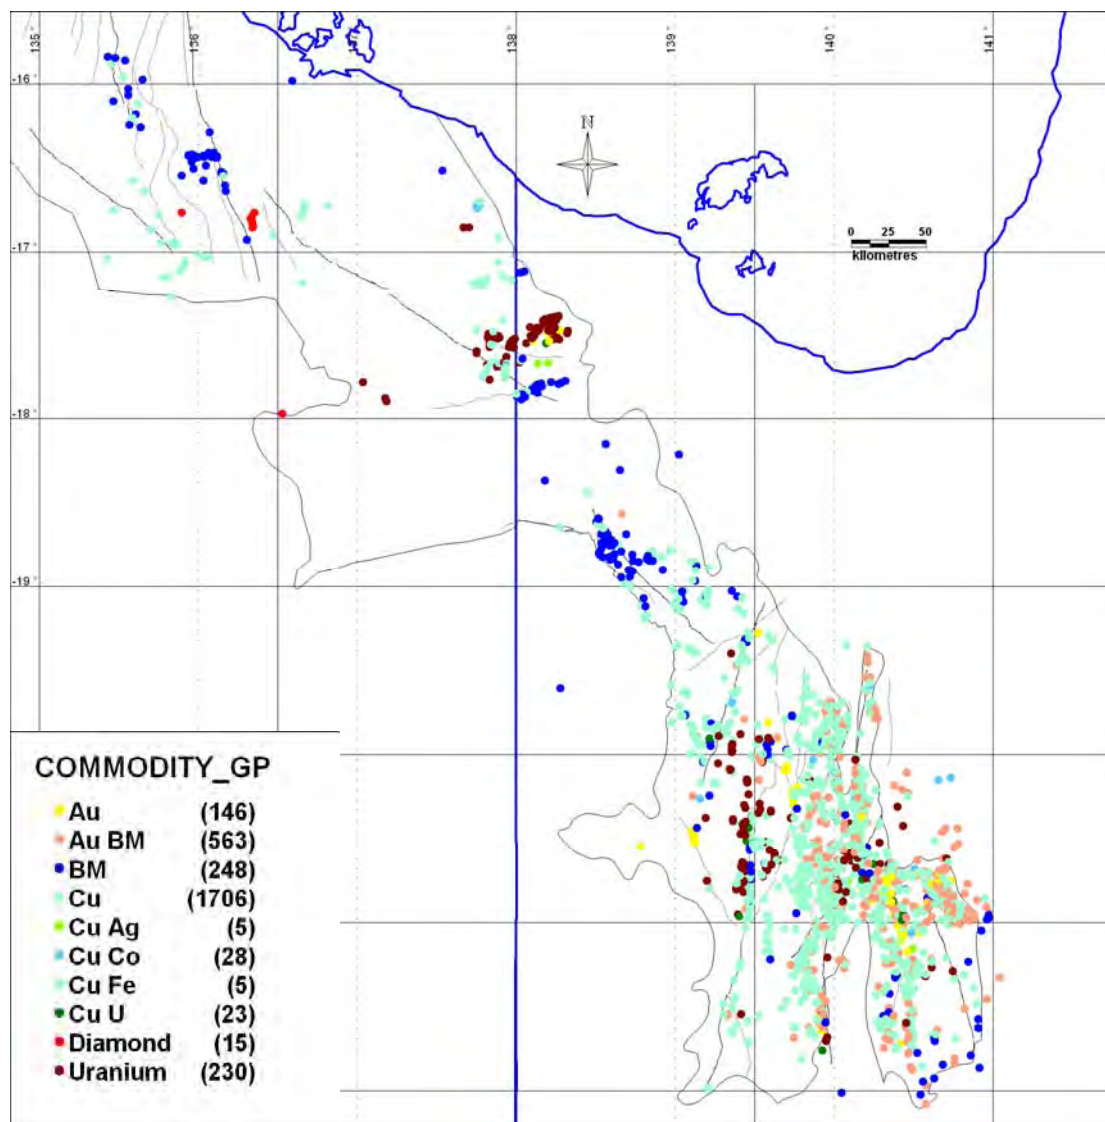 135°
136°
137°
138°
139°
140°
141°
-16°
N
-17°
0 25 50
kilometres
-18°
-19°
COMMODITY_GP
Au (146)
Au BM (563)
BM (248)
Cu (1706)
Cu Ag (5)
Cu Co (28)
Cu Fe (5)
Cu U (23)
Diamond (15)
Uranium (230)